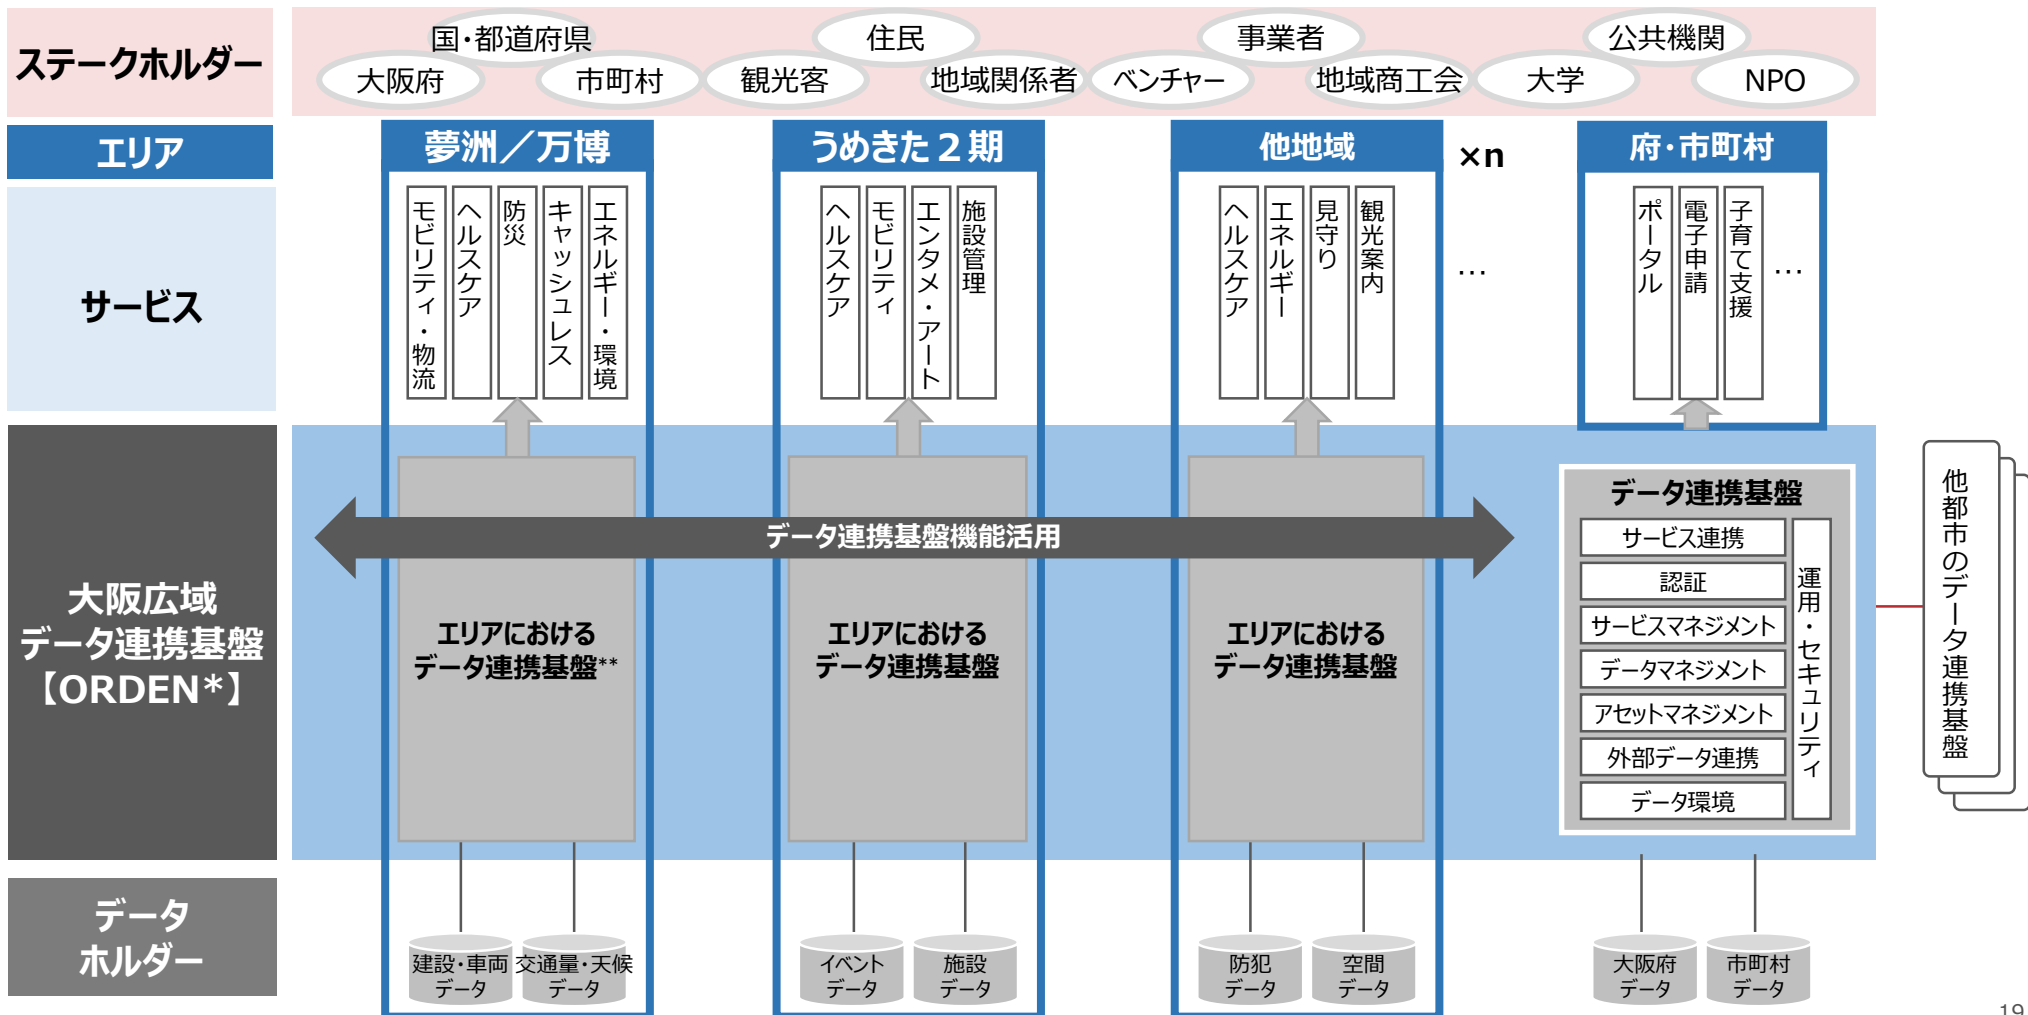 ステークホルダー
国・都道府県
住民
事業者
公共機関
大阪府
市町村
観光客
地域関係者
ベンチャー
地域商工会
大学
NPO
エリア
夢洲／万博
うめきた２期
他地域
×n
府・市町村
サービス
モビリティ・物流
ヘルスケア
防災
キャッシュレス
エネルギー・環境
ヘルスケア
モビリティ
エンタメ・アート
施設管理
ヘルスケア
エネルギー
見守り
観光案内
…
ポータル
電子申請
子育て支援
…
大阪広域
データ連携基盤
【ORDEN*】
データ連携基盤機能活用
エリアにおける
データ連携基盤**
エリアにおける
データ連携基盤
エリアにおける
データ連携基盤
データ連携基盤
サービス連携
認証
サービスマネジメント
データマネジメント
アセットマネジメント
外部データ連携
データ環境
運用・セキュリティ
他都市のデータ連携基盤
データ
ホルダー
建設・車両
データ
交通量・天候
データ
イベント
データ
施設
データ
防犯
データ
空間
データ
大阪府
データ
市町村
データ
19